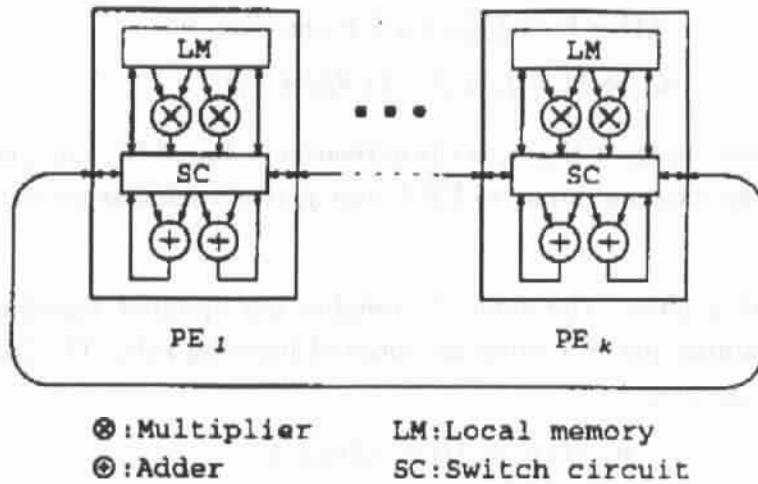 LM
LM
• • •
SC
SC
PE 1
PE k
⊗:Multiplier
LM:Local memory
⊕:Adder
SC:Switch circuit